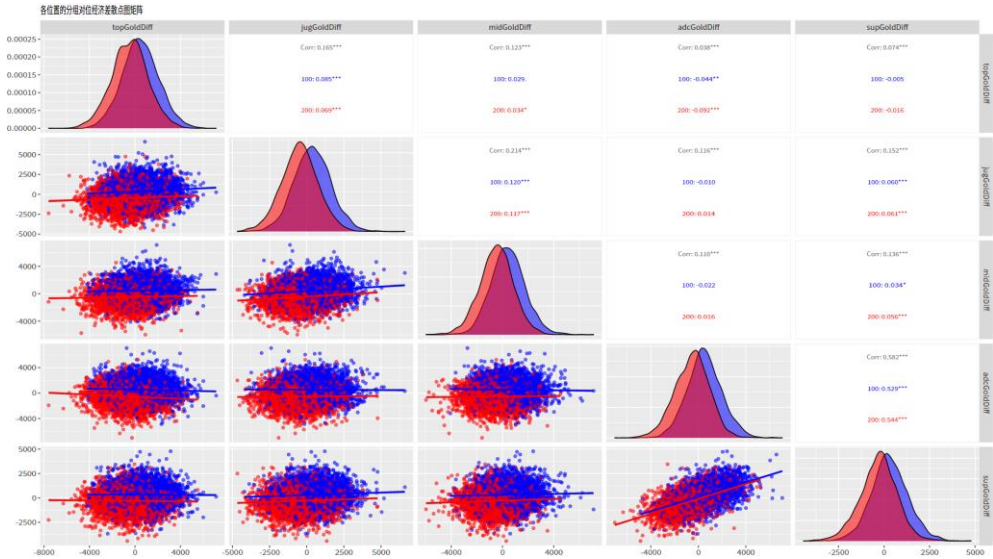 各位置的分组对位经济差散点图矩阵
topGoldDiff jugGoldDiff midGoldDiff adcGoldDiff supGoldDiff
0.00025
0.00020
0.00015
0.00010
0.00005
0.00000
Corr: 0.165*** Corr: 0.123*** Corr: 0.038*** Corr: 0.074***
100: 0.085*** 100: 0.029. 100: -0.044** 100: -0.005
200: 0.069*** 200: 0.034* 200: -0.092*** 200: -0.016
topGoldDiff
5000
2500
0
-2500
-5000
Corr: 0.214*** Corr: 0.116*** Corr: 0.152***
100: 0.120*** 100: -0.010 100: 0.060***
200: 0.117*** 200: 0.014 200: 0.061***
jugGoldDiff
4000
0
-4000
Corr: 0.110*** Corr: 0.136***
100: -0.022 100: 0.034*
200: 0.016 200: 0.056***
midGoldDiff
4000
0
-4000
Corr: 0.582***
100: 0.529***
200: 0.544***
adcGoldDiff
5000
2500
0
-2500
supGoldDiff
-8000 -4000 0 4000 -5000 -2500 0 2500 5000 -4000 0 4000 -4000 0 4000 -2500 0 2500 5000